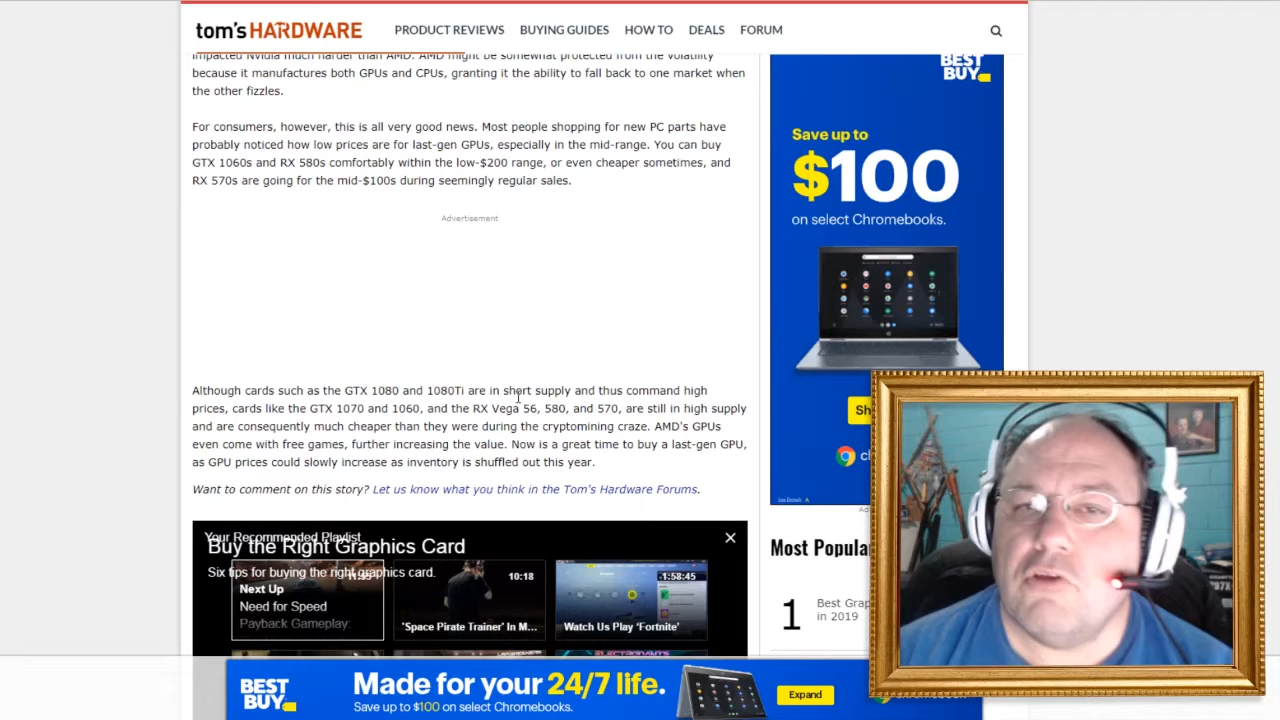 tom's HARDWARE
PRODUCT REVIEWS BUYING GUIDES HOW TO DEALS FORUM
impacted Nvidia much harder than AMD. AMD might be somewhat protected from the volatility
because it manufactures both GPUs and CPUs, granting it the ability to fall back to one market when
the other fizzles.
For consumers, however, this is all very good news. Most people shopping for new PC parts have
probably noticed how low prices are for last-gen GPUs, especially in the mid-range. You can buy
GTX 1060s and RX 580s comfortably within the low-$200 range, or even cheaper sometimes, and
RX 570s are going for the mid-$100s during seemingly regular sales.
Advertisement
Although cards such as the GTX 1080 and 1080Ti are in short supply and thus command high
prices, cards like the GTX 1070 and 1060, and the RX Vega 56, 580, and 570, are still in high supply
and are consequently much cheaper than they were during the cryptomining craze. AMD's GPUs
even come with free games, further increasing the value. Now is a great time to buy a last-gen GPU,
as GPU prices could slowly increase as inventory is shuffled out this year.
Want to comment on this story? Let us know what you think in the Tom's Hardware Forums.
Your Recommended Playlist
Buy the Right Graphics Card
Six tips for buying the right graphics card.
Next Up
Need for Speed
Payback Gameplay:
10:18
'Space Pirate Trainer' In M...
-1:58:45
Watch Us Play 'Fortnite'
BEST
BUY
Save up to
$100
on select Chromebooks.
Sh
ch
Ad
Most Popula
1
Best Grap
in 2019
BEST
BUY
Made for your 24/7 life.
Save up to $100 on select Chromebooks.
Expand